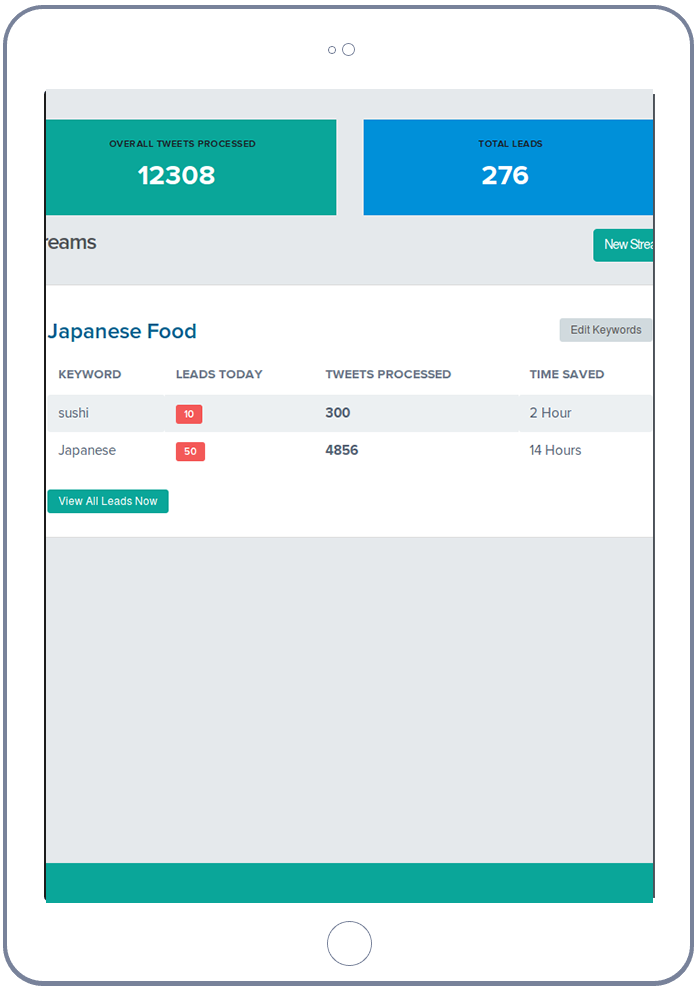 OVERALL TWEETS PROCESSED
12308
TOTAL LEADS
276
reams
New Strea
Japanese Food
Edit Keywords
KEYWORD LEADS TODAY TWEETS PROCESSED TIME SAVED
sushi 10 300 2 Hour
Japanese 50 4856 14 Hours
View All Leads Now